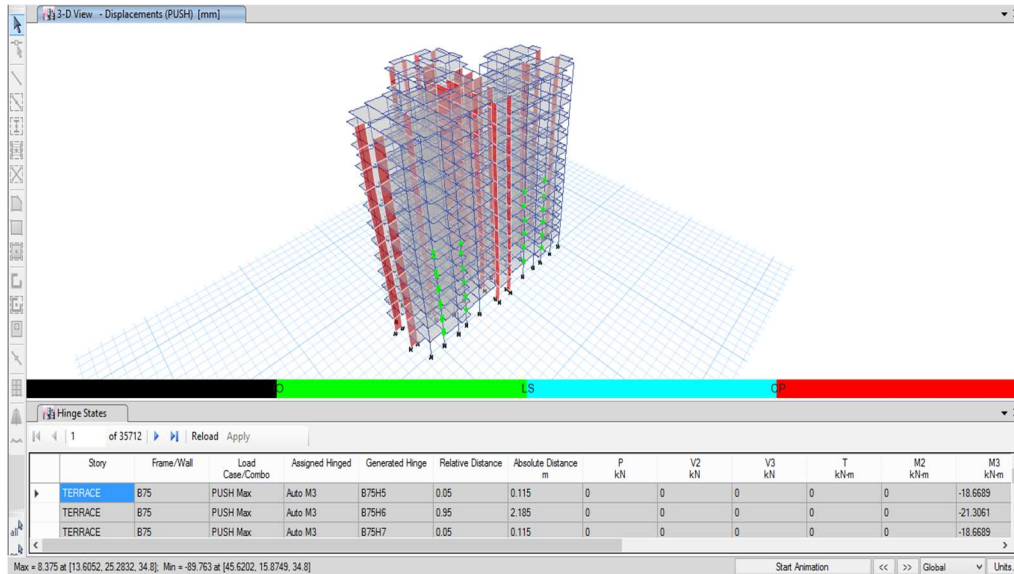 3-D View - Displacements (PUSH) [mm]
IO LS CP
Hinge States
1 of 35712 Reload Apply
Story Frame/Wall Load Case/Combo Assigned Hinged Generated Hinge Relative Distance Absolute Distance m P kN V2 kN V3 kN T kN-m M2 kN-m M3 kN-m
TERRACE B75 PUSH Max Auto M3 B75H5 0.05 0.115 0 0 0 0 0 -18.6689
TERRACE B75 PUSH Max Auto M3 B75H6 0.95 2.185 0 0 0 0 0 -21.3061
TERRACE B75 PUSH Max Auto M3 B75H7 0.05 0.115 0 0 0 0 0 -18.6689
all
Max = 8.375 at [13.6052, 25.2832, 34.8]; Min = -89.763 at [45.6202, 15.8749, 34.8] Start Animation << >> Global Units.